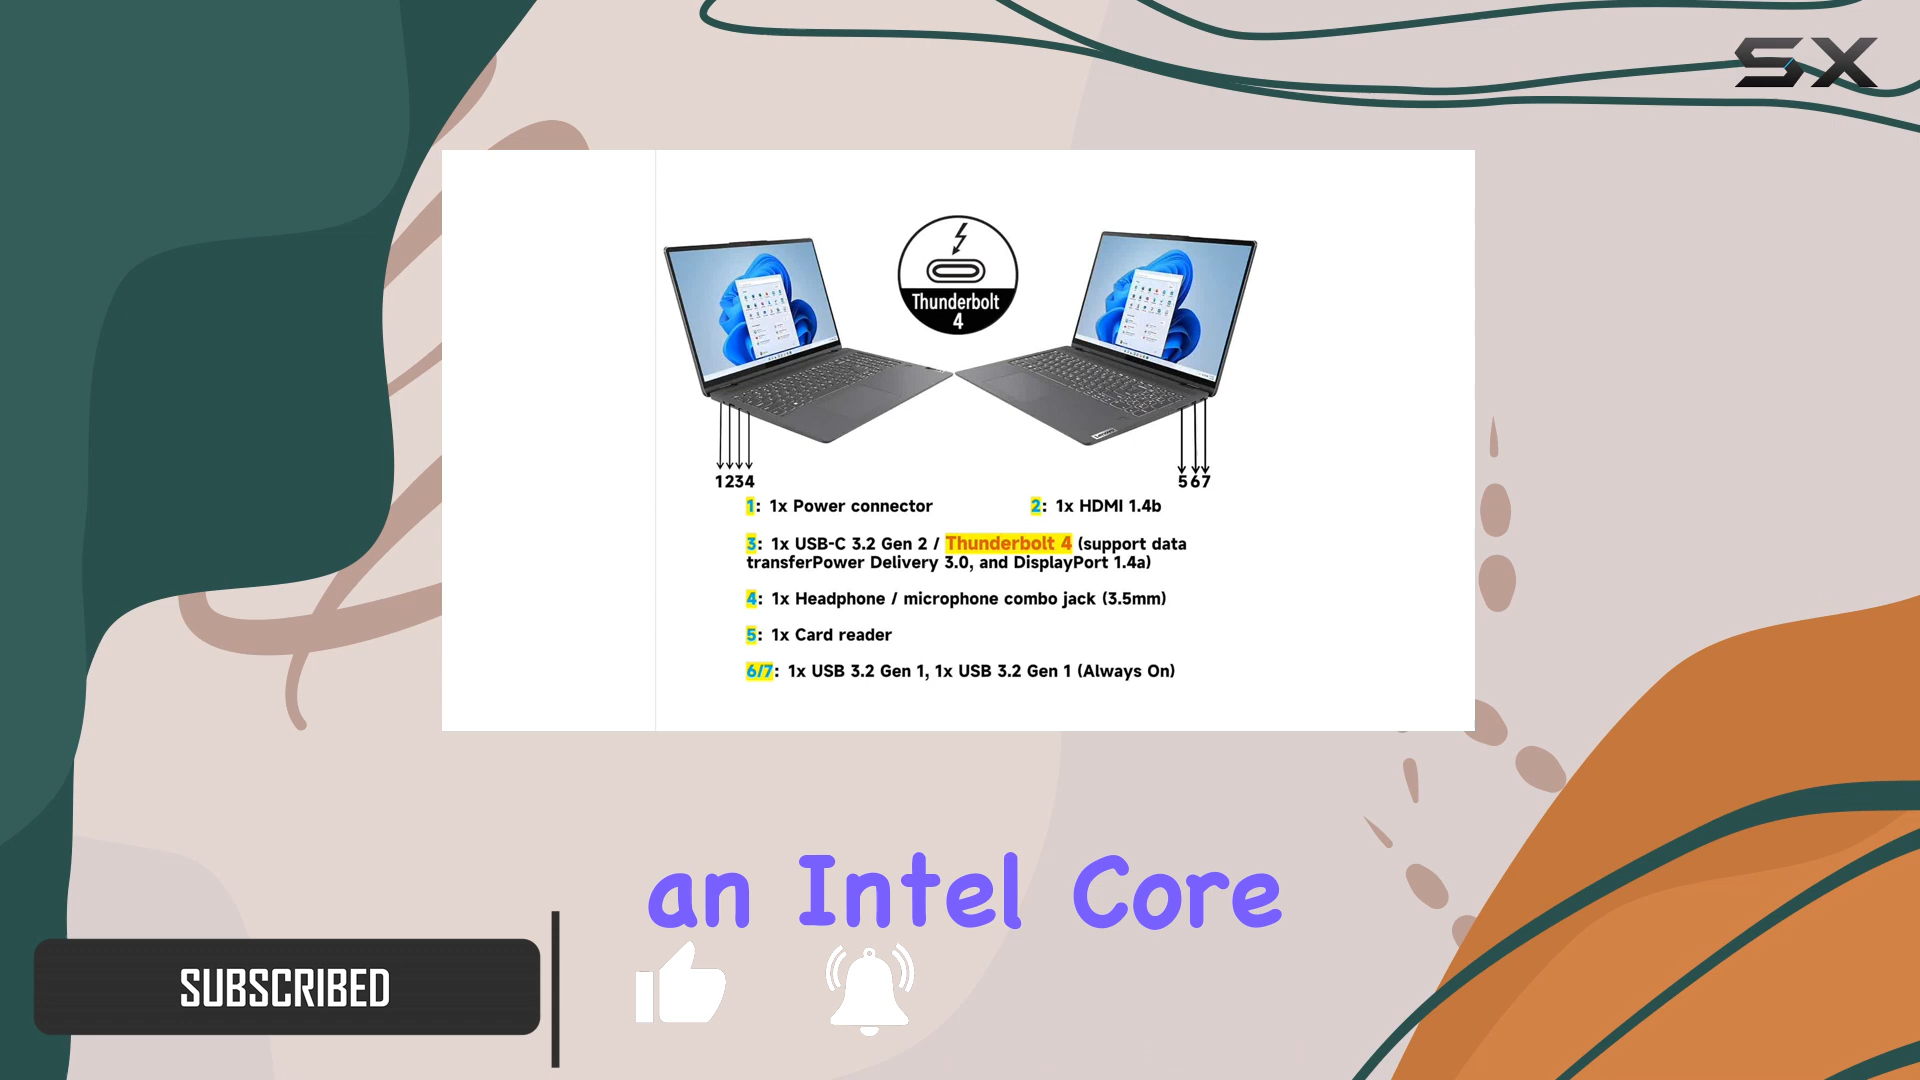 SX
Thunderbolt
4
1234
567
1: 1x Power connector
2: 1x HDMI 1.4b
3: 1x USB-C 3.2 Gen 2 / Thunderbolt 4 (support data
transferPower Delivery 3.0, and DisplayPort 1.4a)
4: 1x Headphone / microphone combo jack (3.5mm)
5: 1x Card reader
6/7: 1x USB 3.2 Gen 1, 1x USB 3.2 Gen 1 (Always On)
an Intel Core
SUBSCRIBED